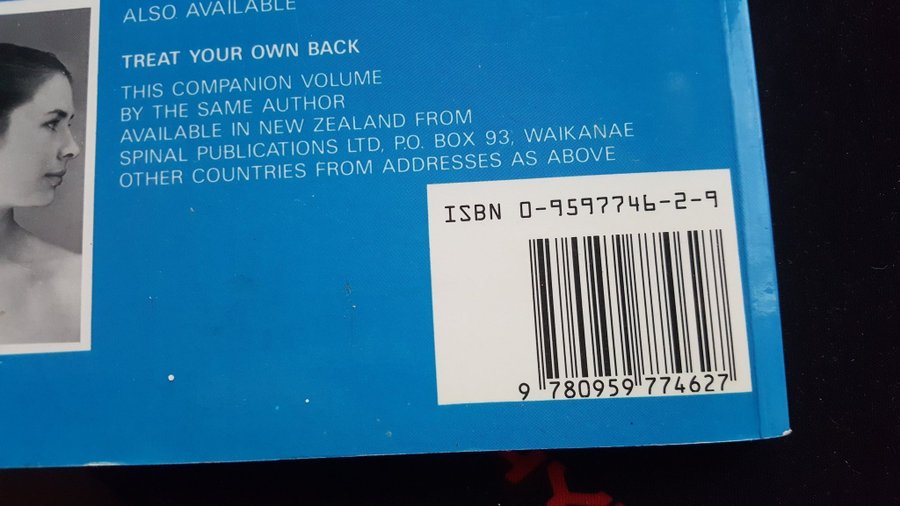 ALSO AVAILABLE
TREAT YOUR OWN BACK
THIS COMPANION VOLUME
BY THE SAME AUTHOR
AVAILABLE IN NEW ZEALAND FROM
SPINAL PUBLICATIONS LTD, P.O. BOX 93, WAIKANAE
OTHER COUNTRIES FROM ADDRESSES AS ABOVE
ISBN 0-9597746-2-9
9 780959 774627